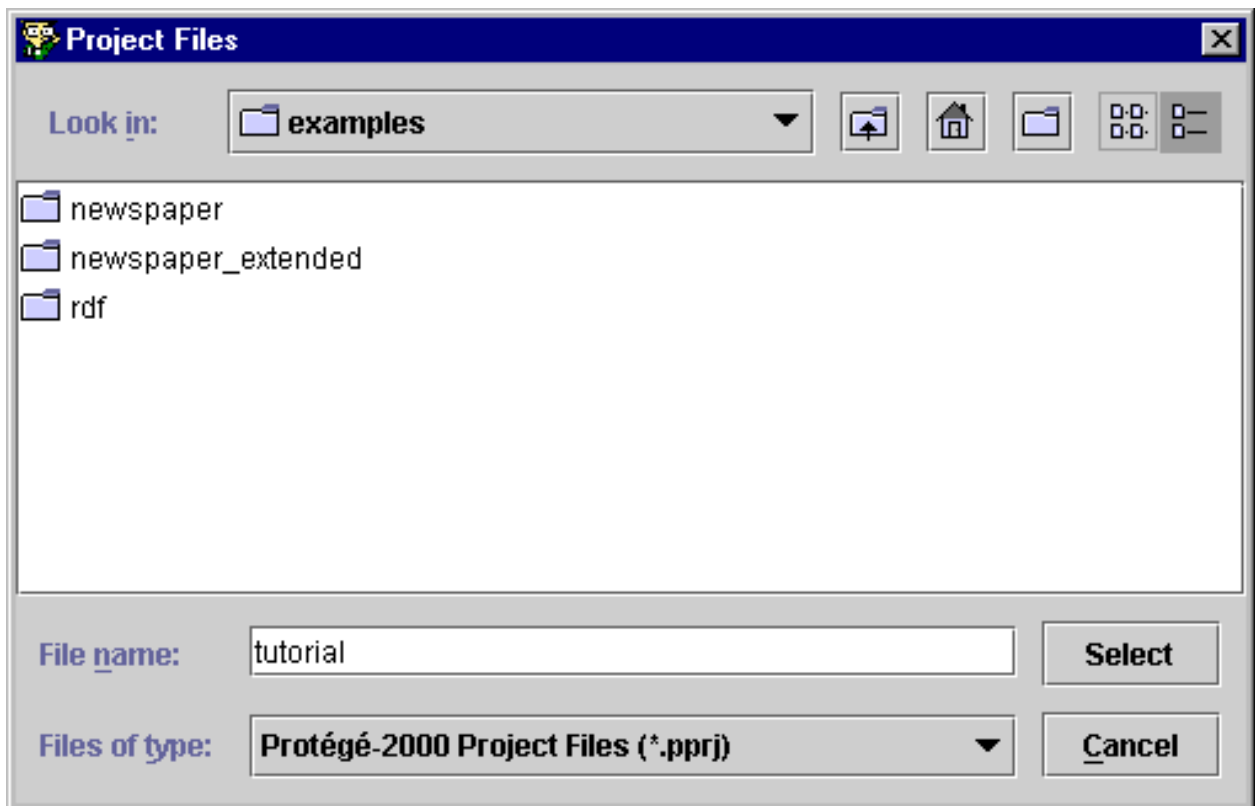 Project Files
Look in: examples
newspaper
newspaper_extended
rdf
File name: tutorial Select
Files of type: Protégé-2000 Project Files (*.pprj) Cancel